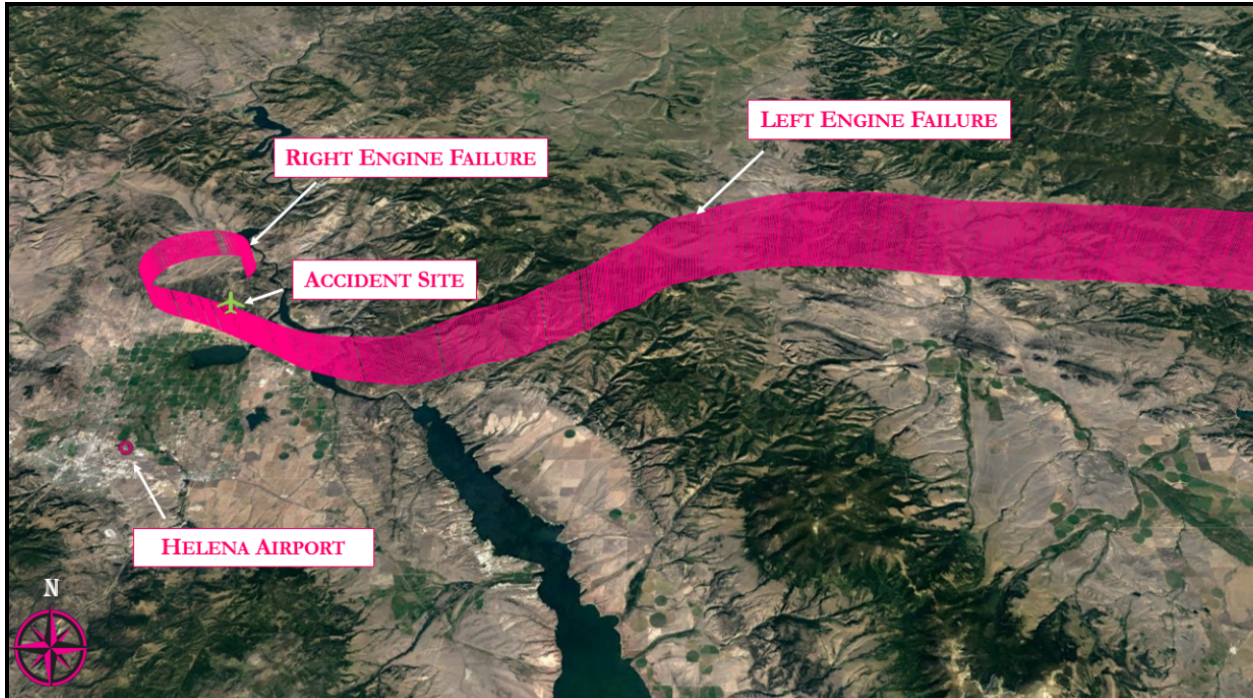 LEFT ENGINE FAILURE
RIGHT ENGINE FAILURE
ACCIDENT SITE
HELENA AIRPORT
N